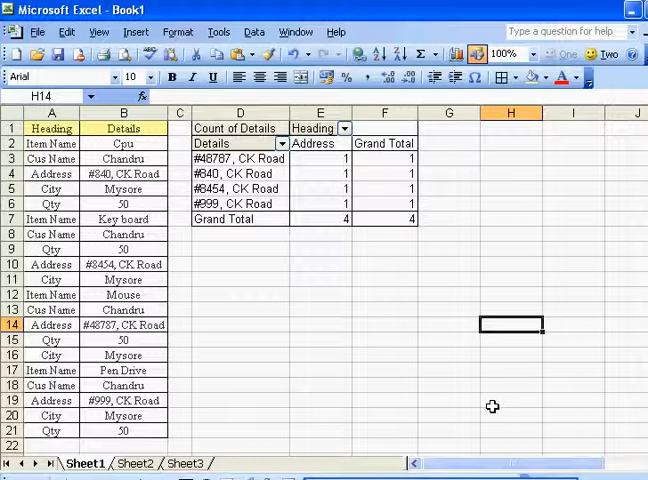 Microsoft Excel - Book1
File Edit View Insert Format Tools Data Window Help Type a question for help
Σ 100% One Two
Arial 10 B I U % , .0 .00 .00 .0 A
H14 fx
A B C D E F G H I J
1 Heading Details Count of Details Heading
2 Item Name Cpu Details Address Grand Total
3 Cus Name Chandru #48787, CK Road 1 1
4 Address #840, CK Road #840, CK Road 1 1
5 City Mysore #8454, CK Road 1 1
6 Qty 50 #999, CK Road 1 1
7 Item Name Key board Grand Total 4 4
8 Cus Name Chandru
9 Qty 50
10 Address #8454, CK Road
11 City Mysore
12 Item Name Mouse
13 Cus Name Chandru
14 Address #48787, CK Road
15 Qty 50
16 City Mysore
17 Item Name Pen Drive
18 Cus Name Chandru
19 Address #999, CK Road
20 City Mysore
21 Qty 50
22
Sheet1 Sheet2 Sheet3